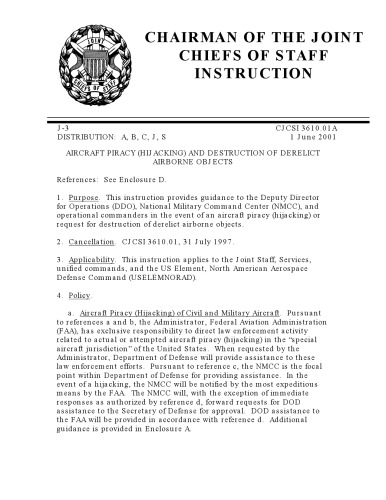 CHAIRMAN OF THE JOINT
CHIEFS OF STAFF
INSTRUCTION
JOINT
CHIEFS OF STAFF
J-3 CJCSI 3610.01A
DISTRIBUTION: A, B, C, J, S 1 June 2001
AIRCRAFT PIRACY (HIJACKING) AND DESTRUCTION OF DERELICT
AIRBORNE OBJECTS
References: See Enclosure D.
1. Purpose. This instruction provides guidance to the Deputy Director
for Operations (DDO), National Military Command Center (NMCC), and
operational commanders in the event of an aircraft piracy (hijacking) or
request for destruction of derelict airborne objects.
2. Cancellation. CJCSI 3610.01, 31 July 1997.
3. Applicability. This instruction applies to the Joint Staff, Services,
unified commands, and the US Element, North American Aerospace
Defense Command (USELEMNORAD).
4. Policy.
a. Aircraft Piracy (Hijacking) of Civil and Military Aircraft. Pursuant
to references a and b, the Administrator, Federal Aviation Administration
(FAA), has exclusive responsibility to direct law enforcement activity
related to actual or attempted aircraft piracy (hijacking) in the “special
aircraft jurisdiction” of the United States. When requested by the
Administrator, Department of Defense will provide assistance to these
law enforcement efforts. Pursuant to reference c, the NMCC is the focal
point within Department of Defense for providing assistance. In the
event of a hijacking, the NMCC will be notified by the most expeditious
means by the FAA. The NMCC will, with the exception of immediate
responses as authorized by reference d, forward requests for DOD
assistance to the Secretary of Defense for approval. DOD assistance to
the FAA will be provided in accordance with reference d. Additional
guidance is provided in Enclosure A.